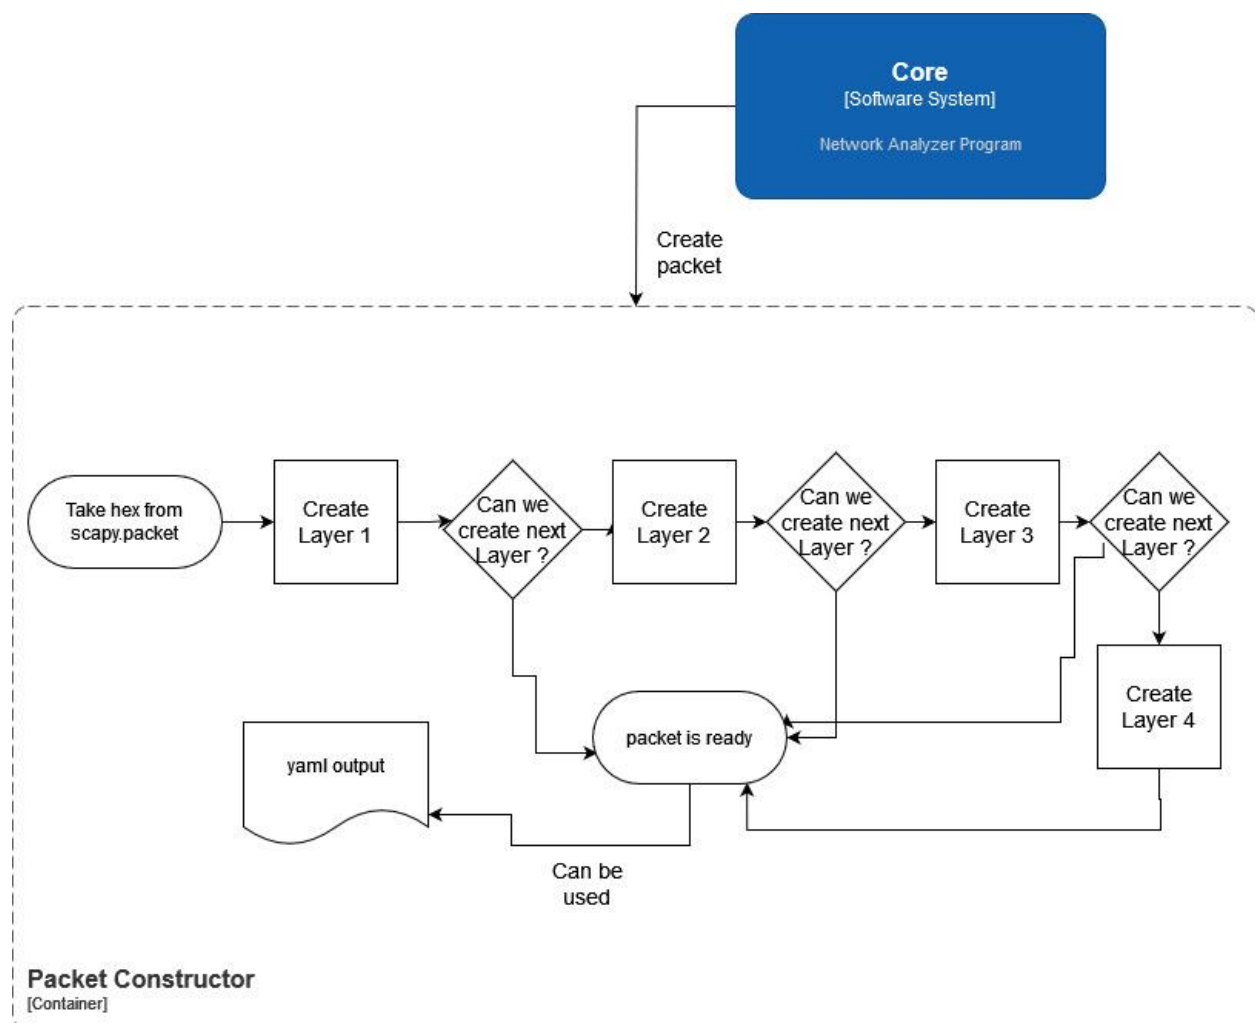 Core
[Software System]
Network Analyzer Program
Create
packet
Take hex from
scapy.packet
Create
Layer 1
Can we
create next
Layer ?
Create
Layer 2
Can we
create next
Layer ?
Create
Layer 3
Can we
create next
Layer ?
Create
Layer 4
packet is ready
yaml output
Can be
used
Packet Constructor
[Container]